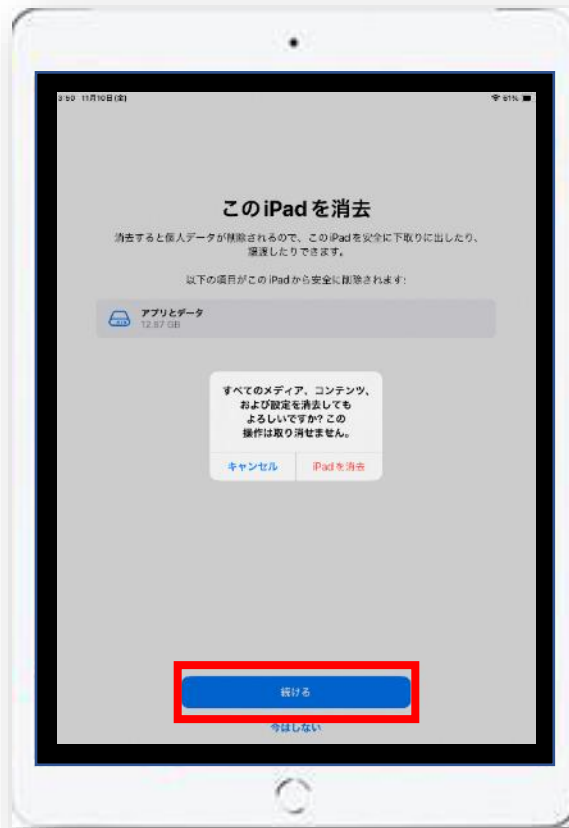 3:50 11月10日(金)
61%
このiPadを消去
消去すると個人データが削除されるので、このiPadを安全に下取りに出したり、
譲渡したりできます。
以下の項目がこのiPadから安全に削除されます:
アプリとデータ
12.87 GB
すべてのメディア、コンテンツ、
および設定を消去しても
よろしいですか? この
操作は取り消せません。
キャンセル iPadを消去
続ける
今はしない